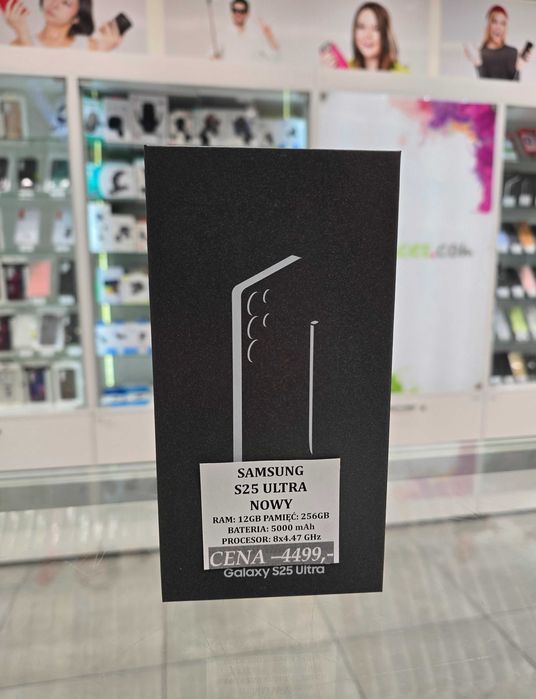 SAMSUNG
S25 ULTRA
NOWY
RAM: 12GB PAMIĘĆ: 256GB
BATERIA: 5000 mAh
PROCESOR: 8x4.47 GHz
CENA –4499,-
Galaxy S25 Ultra